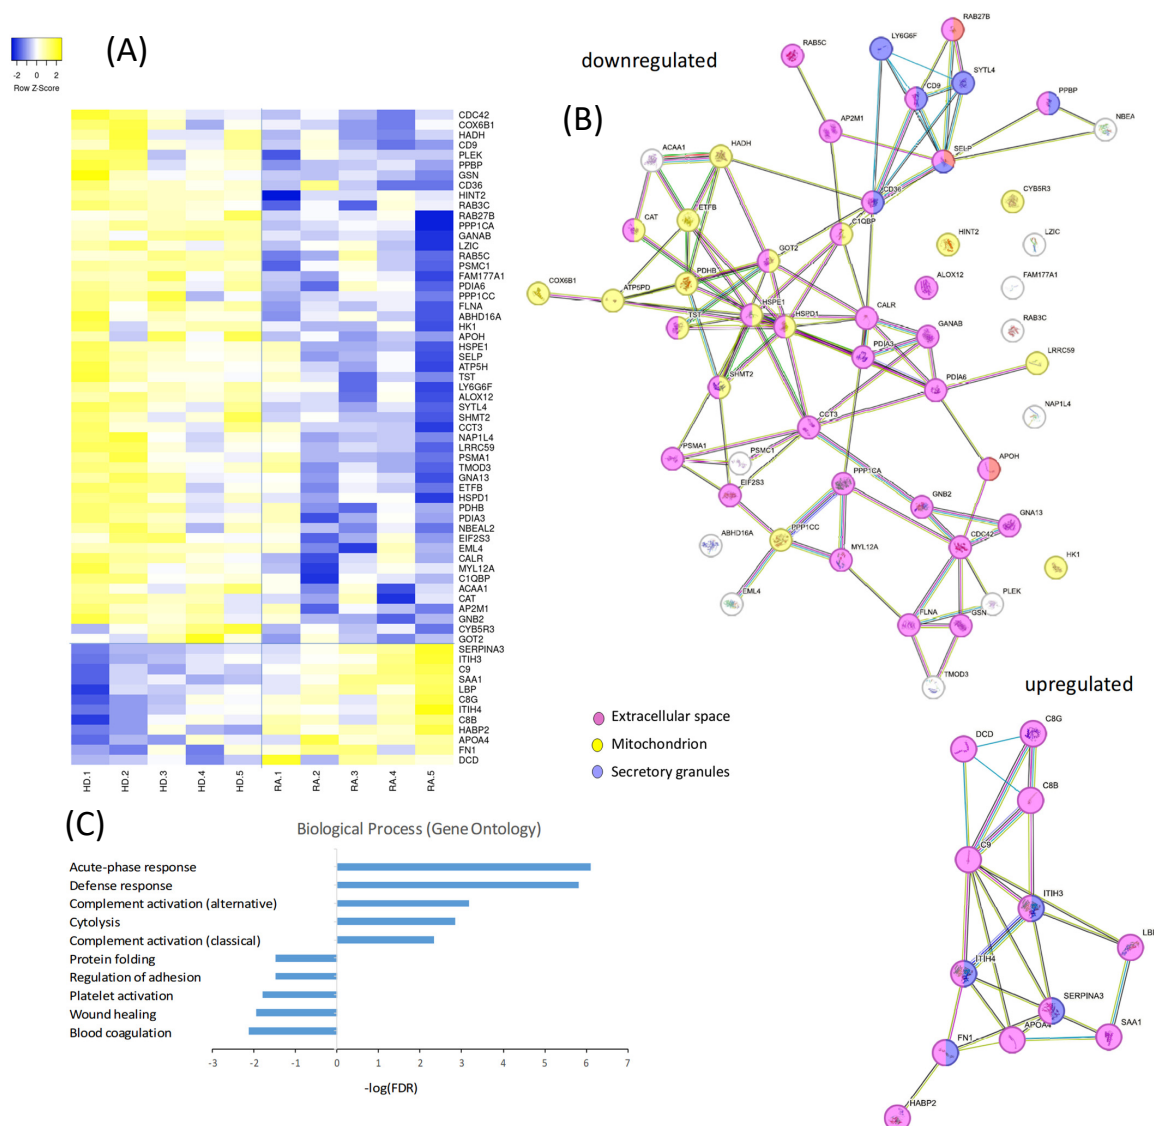 (A)
-2 0 2
Row Z-Score
CDC42
COX6B1
HADH
CD9
PLEK
PPBP
GSN
CD36
HINT2
RAB3C
RAB27B
PPP1CA
GANAB
LZIC
RAB5C
PSMC1
FAM177A1
PDIA6
PPP1CC
FLNA
ABHD16A
HK1
APOH
HSPE1
SELP
ATP5H
TST
LY6G6F
ALOX12
SYTL4
SHMT2
CCT3
NAP1L4
LRRC59
PSMA1
TMOD3
GNA13
ETFB
HSPD1
PDHB
PDIA3
NBEAL2
EIF2S3
EML4
CALR
MYL12A
C1QBP
ACAA1
CAT
AP2M1
GNB2
CYB5R3
GOT2
SERPINA3
ITIH3
C9
SAA1
LBP
C8G
ITIH4
C8B
HABP2
APOA4
FN1
DCD
HD.1 HD.2 HD.3 HD.4 HD.5 RA.1 RA.2 RA.3 RA.4 RA.5
(B)
downregulated
RAB27B
LY6G6F
RAB5C
SYTL4
CD9
PPBP
NBEA
AP2M1
SELP
ACAA1
HADH
CD36
CYB5R3
ETFB
CAT
C1QBP
HINT2
LZIC
GOT2
PDHB
ALOX12
FAM177A1
COX6B1
ATP5PD
HSPE1
CALR
TST
HSPD1
GANAB
RAB3C
PDIA3
LRRC59
SHMT2
PDIA6
NAP1L4
CCT3
PSMA1
PSMC1
APOH
EIF2S3
PPP1CA
GNB2
GNA13
ABHD16A
PPP1CC
MYL12A
CDC42
HK1
EML4
PLEK
FLNA
GSN
TMOD3
upregulated
Extracellular space
Mitochondrion
Secretory granules
C8G
DCD
C8B
C9
ITIH3
ITIH4
SERPINA3
APOA4
SAA1
FN1
HABP2
(C)
Biological Process (Gene Ontology)
Acute-phase response
Defense response
Complement activation (alternative)
Cytolysis
Complement activation (classical)
Protein folding
Regulation of adhesion
Platelet activation
Wound healing
Blood coagulation
-3 -2 -1 0 1 2 3 4 5 6 7
-log(FDR)